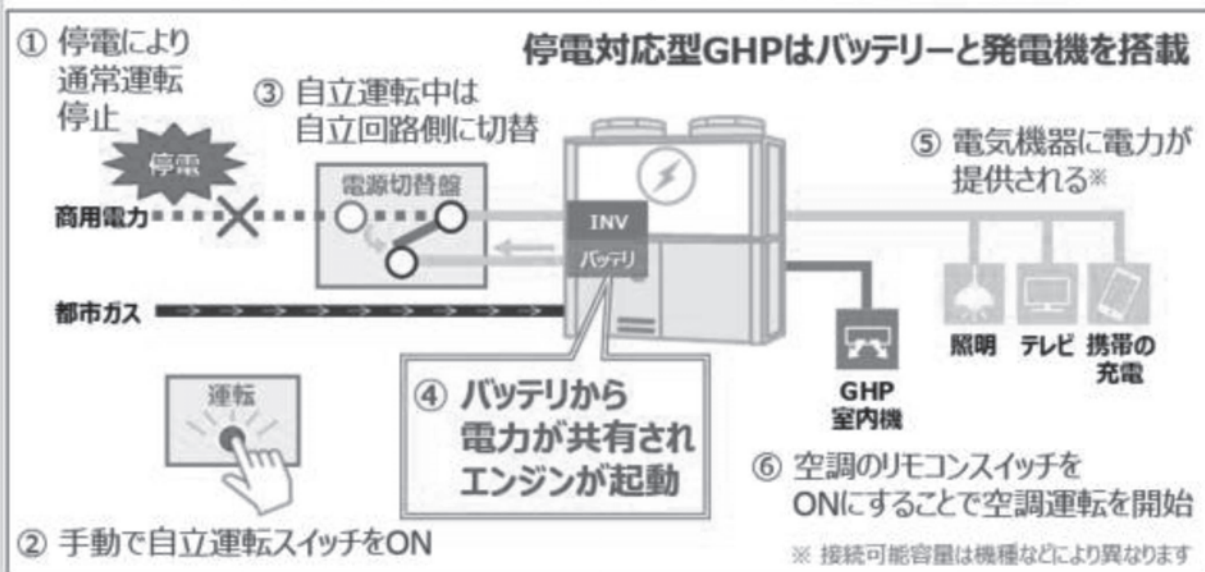 停電対応型GHPはバッテリーと発電機を搭載
① 停電により
通常運転
停止
停電
商用電力
③ 自立運転中は
自立回路側に切替
電源切替盤
INV
バッテリ
都市ガス
運転
② 手動で自立運転スイッチをON
④ バッテリから
電力が共有され
エンジンが起動
⑤ 電気機器に電力が
提供される※
照明
テレビ
携帯の
充電
GHP
室内機
⑥ 空調のリモコンスイッチを
ONにすることで空調運転を開始
※ 接続可能容量は機種などにより異なります